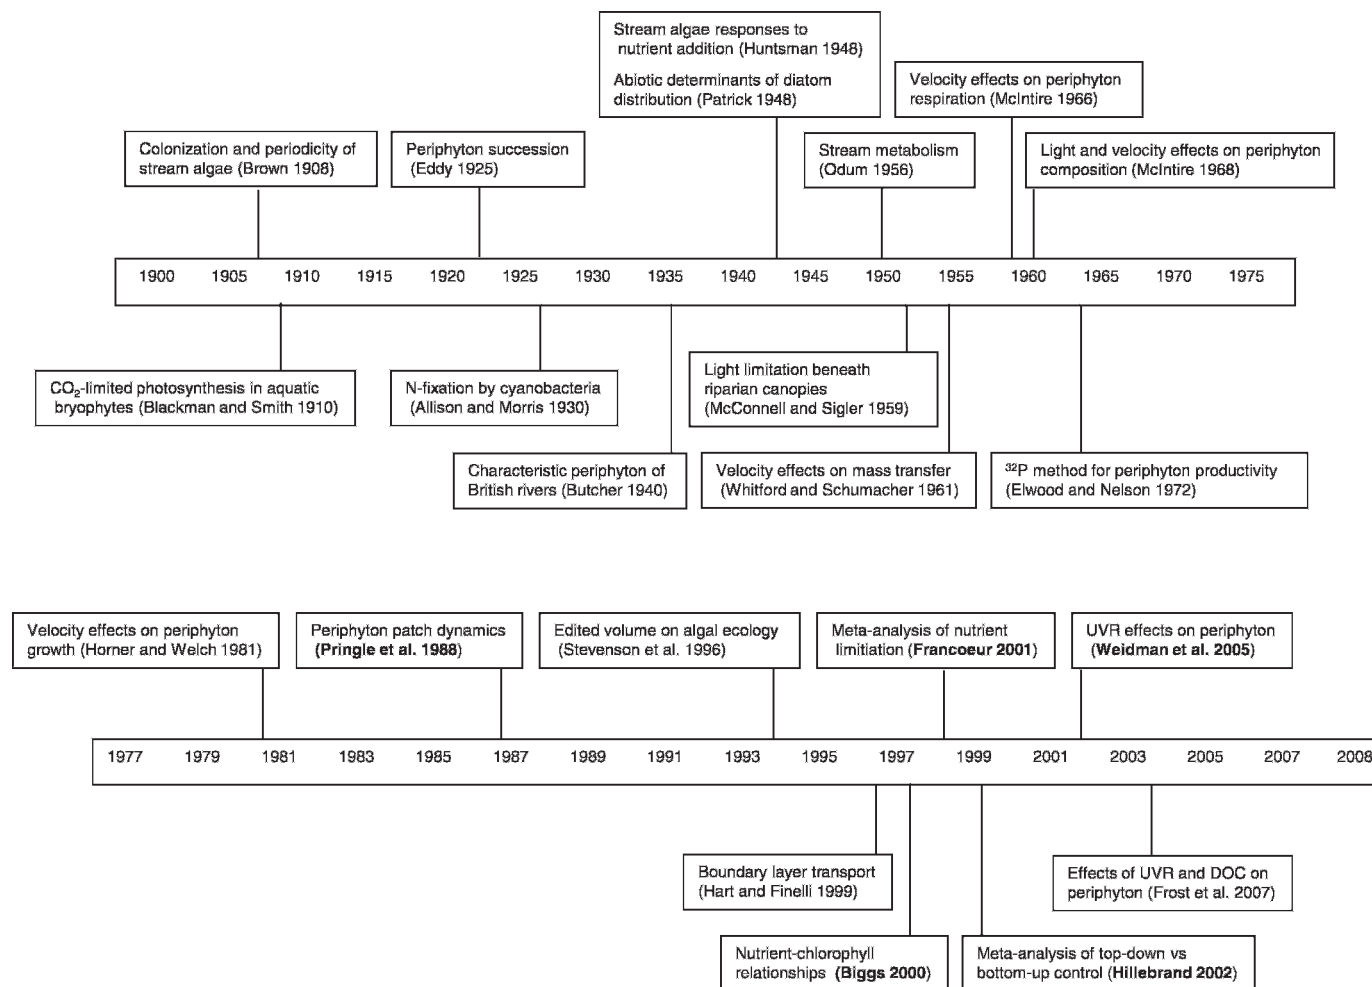 Stream algae responses to
nutrient addition (Huntsman 1948)
Abiotic determinants of diatom
distribution (Patrick 1948)
Velocity effects on periphyton
respiration (McIntire 1966)
Colonization and periodicity of
stream algae (Brown 1908)
Periphyton succession
(Eddy 1925)
Stream metabolism
(Odum 1956)
Light and velocity effects on periphyton
composition (McIntire 1968)
1900 1905 1910 1915 1920 1925 1930 1935 1940 1945 1950 1955 1960 1965 1970 1975
CO₂-limited photosynthesis in aquatic
bryophytes (Blackman and Smith 1910)
N-fixation by cyanobacteria
(Allison and Morris 1930)
Light limitation beneath
riparian canopies
(McConnell and Sigler 1959)
Characteristic periphyton of
British rivers (Butcher 1940)
Velocity effects on mass transfer
(Whitford and Schumacher 1961)
³²P method for periphyton productivity
(Elwood and Nelson 1972)
Velocity effects on periphyton
growth (Horner and Welch 1981)
Periphyton patch dynamics
(Pringle et al. 1988)
Edited volume on algal ecology
(Stevenson et al. 1996)
Meta-analysis of nutrient
limitiation (Francoeur 2001)
UVR effects on periphyton
(Weidman et al. 2005)
1977 1979 1981 1983 1985 1987 1989 1991 1993 1995 1997 1999 2001 2003 2005 2007 2008
Boundary layer transport
(Hart and Finelli 1999)
Effects of UVR and DOC on
periphyton (Frost et al. 2007)
Nutrient-chlorophyll
relationships (Biggs 2000)
Meta-analysis of top-down vs
bottom-up control (Hillebrand 2002)